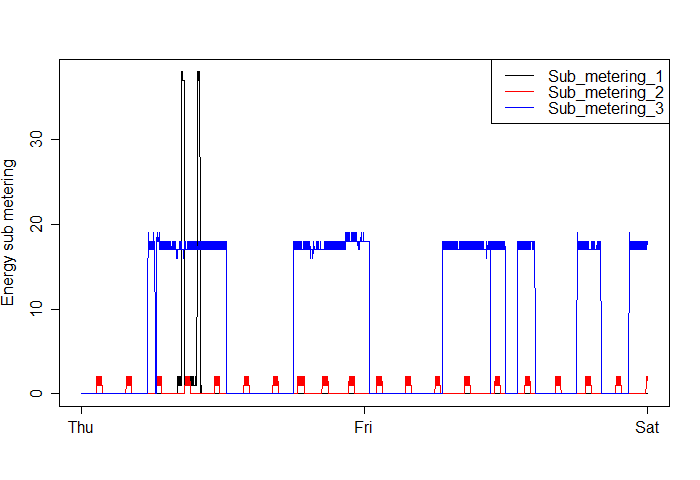 Energy sub metering
30
20
10
0
Sub_metering_1
Sub_metering_2
Sub_metering_3
Thu Fri Sat